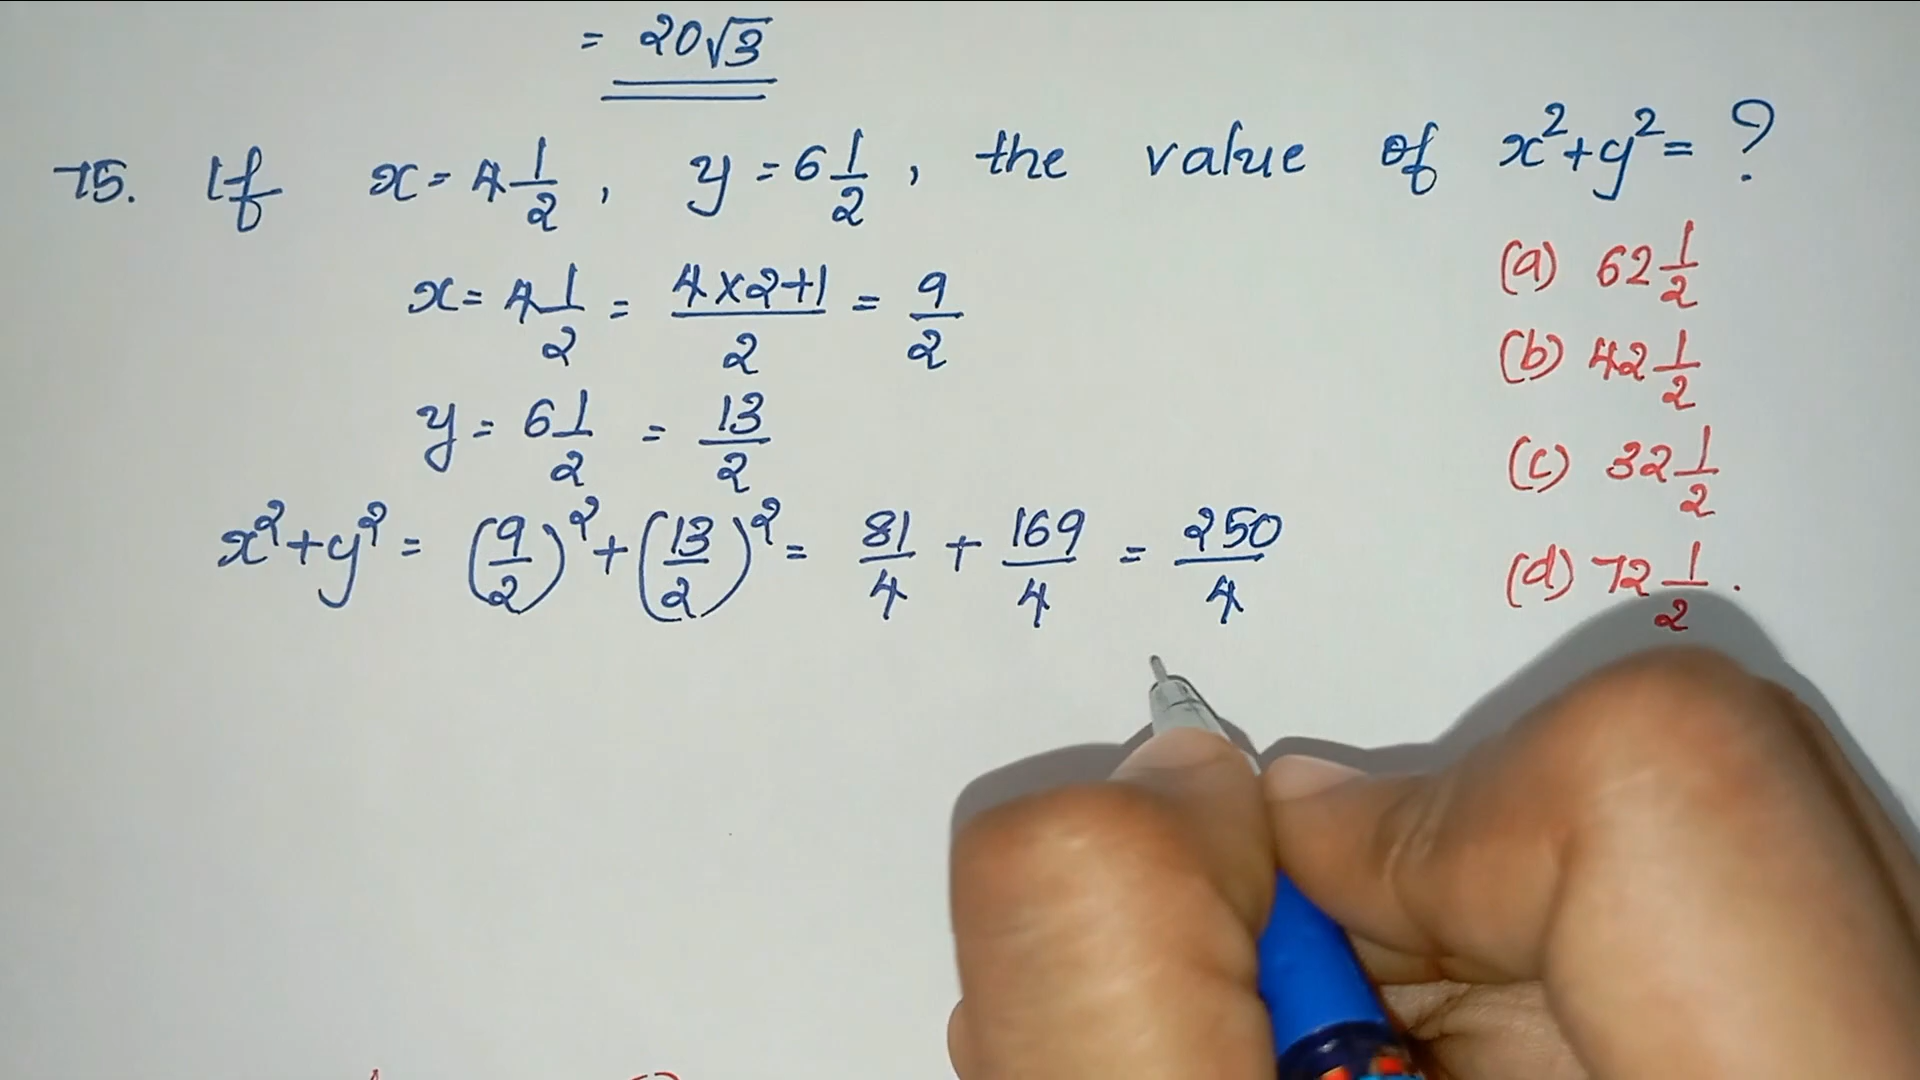 = 20√3
75. If x = 4 1/2 , y = 6 1/2 , the value of x²+y² = ?
(a) 62 1/2
x = 4 1/2 = 4×2+1/2 = 9/2
(b) 42 1/2
y = 6 1/2 = 13/2
(c) 32 1/2
x²+y² = (9/2)² + (13/2)² = 81/4 + 169/4 = 250/4
(d) 72 1/2 .